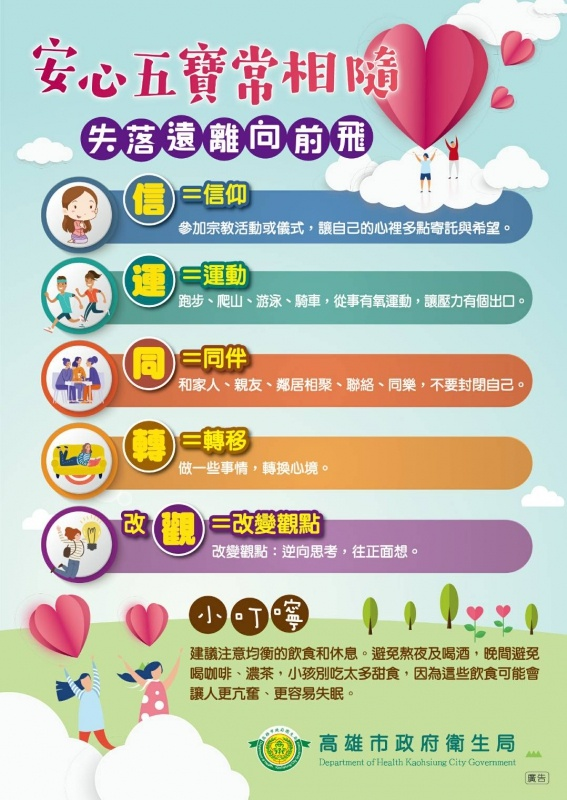 安心五寶常相隨
失落遠離向前飛
信=信仰
參加宗教活動或儀式，讓自己的心裡多點寄託與希望。
運=運動
跑步、爬山、游泳、騎車，從事有氧運動，讓壓力有個出口。
同=同伴
和家人、親友、鄰居相聚、聯絡、同樂，不要封閉自己。
轉=轉移
做一些事情，轉換心境。
改觀=改變觀點
改變觀點：逆向思考，往正面想。
小叮嚀
建議注意均衡的飲食和休息。避免熬夜及喝酒，晚間避免
喝咖啡、濃茶，小孩別吃太多甜食，因為這些飲食可能會
讓人更亢奮、更容易失眠。
高雄市政府衛生局
Department of Health Kaohsiung City Government
廣告